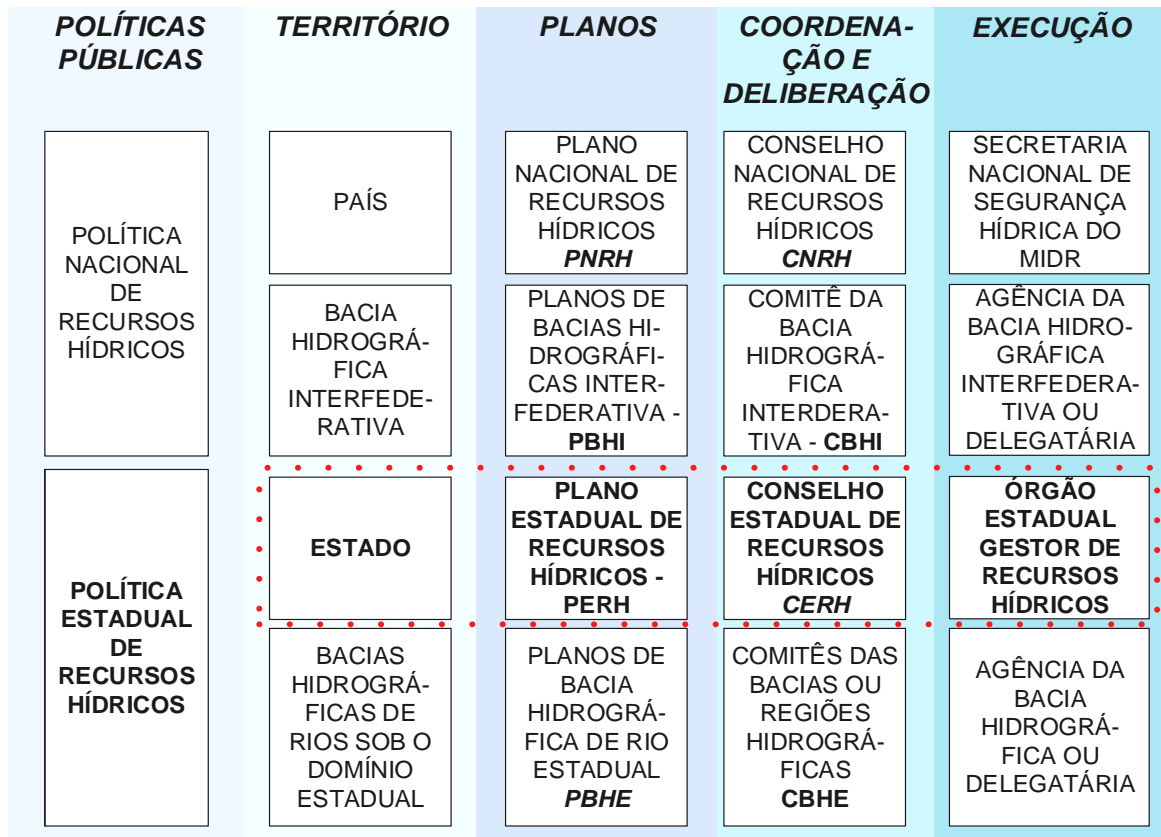 POLÍTICAS
PÚBLICAS
TERRITÓRIO
PLANOS
COORDENA-
ÇÃO E
DELIBERAÇÃO
EXECUÇÃO
POLÍTICA
NACIONAL
DE
RECURSOS
HÍDRICOS
PAÍS
PLANO
NACIONAL DE
RECURSOS
HÍDRICOS
PNRH
CONSELHO
NACIONAL DE
RECURSOS
HÍDRICOS
CNRH
SECRETARIA
NACIONAL DE
SEGURANÇA
HÍDRICA DO
MIDR
BACIA
HIDROGRÁ-
FICA
INTERFEDE-
RATIVA
PLANOS DE
BACIAS HI-
DROGRÁFI-
CAS INTER-
FEDERATIVA -
PBHI
COMITÊ DA
BACIA
HIDROGRÁ-
FICA
INTERDERA-
TIVA - CBHI
AGÊNCIA DA
BACIA HIDRO-
GRÁFICA
INTERFEDERA-
TIVA OU
DELEGATÁRIA
POLÍTICA
ESTADUAL
DE
RECURSOS
HÍDRICOS
ESTADO
PLANO
ESTADUAL DE
RECURSOS
HÍDRICOS -
PERH
CONSELHO
ESTADUAL DE
RECURSOS
HÍDRICOS
CERH
ÓRGÃO
ESTADUAL
GESTOR DE
RECURSOS
HÍDRICOS
BACIAS
HIDROGRÁ-
FICAS DE
RIOS SOB O
DOMÍNIO
ESTADUAL
PLANOS DE
BACIA
HIDROGRÁ-
FICA DE RIO
ESTADUAL
PBHE
COMITÊS DAS
BACIAS OU
REGIÕES
HIDROGRÁ-
FICAS
CBHE
AGÊNCIA DA
BACIA
HIDROGRÁ-
FICA OU
DELEGATÁRIA